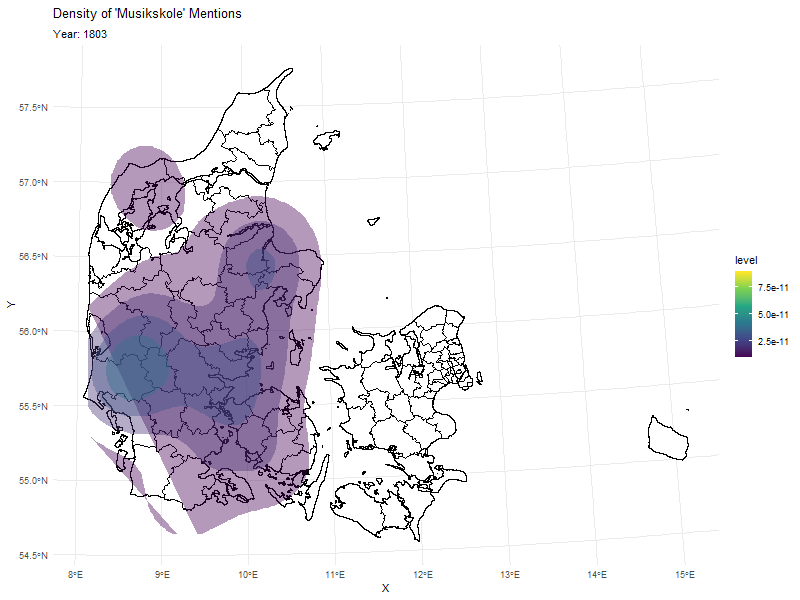 Density of 'Musikskole' Mentions
Year: 1803
57.5°N
57.0°N
56.5°N
56.0°N
55.5°N
55.0°N
54.5°N
Y
8°E 9°E 10°E 11°E 12°E 13°E 14°E 15°E
X
level
7.5e-11
5.0e-11
2.5e-11